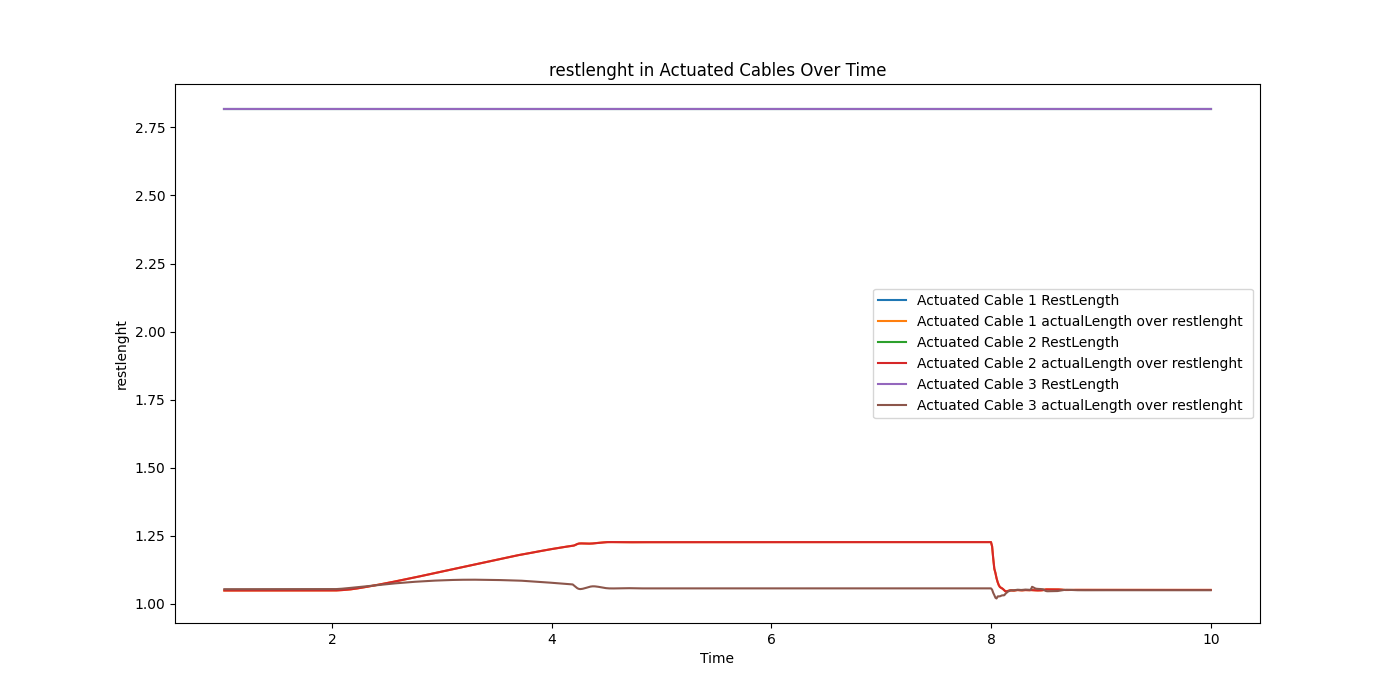 restlenght in Actuated Cables Over Time
2.75
2.50
2.25
2.00
1.75
1.50
1.25
1.00
restlenght
Actuated Cable 1 RestLength
Actuated Cable 1 actualLength over restlenght
Actuated Cable 2 RestLength
Actuated Cable 2 actualLength over restlenght
Actuated Cable 3 RestLength
Actuated Cable 3 actualLength over restlenght
2 4 6 8 10
Time